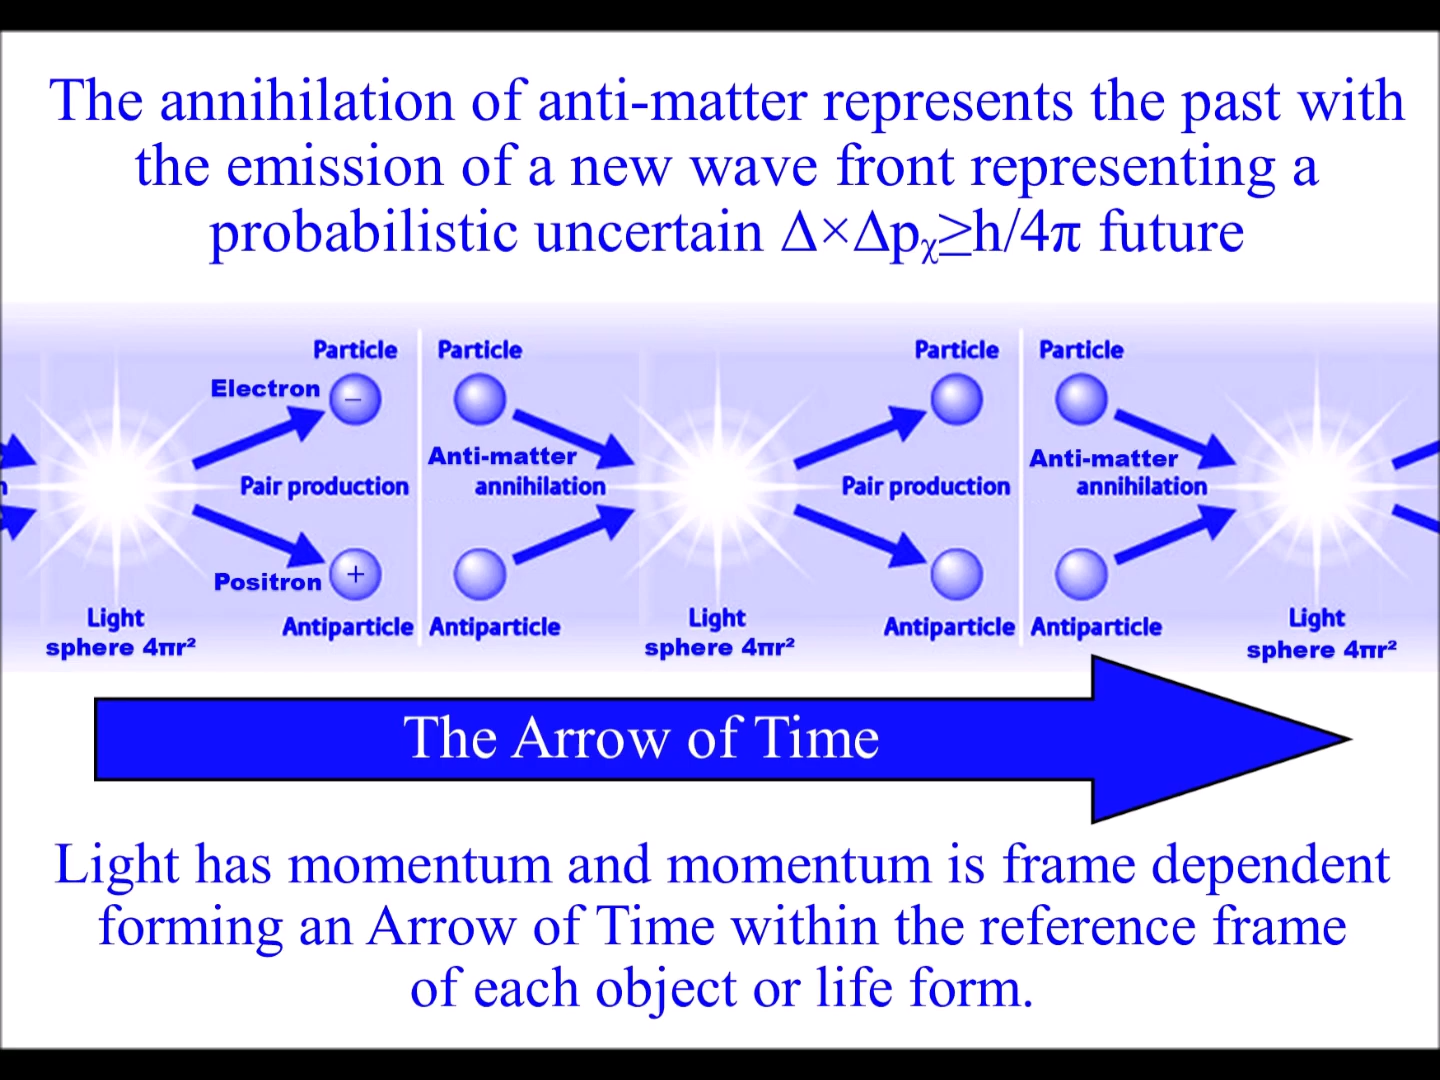 The annihilation of anti-matter represents the past with
the emission of a new wave front representing a
probabilistic uncertain Δ×Δpᵪ≥h/4π future
Particle Particle Particle Particle
Electron −
Anti-matter Anti-matter
Pair production annihilation Pair production annihilation
Positron +
Light Light Light
Antiparticle Antiparticle Antiparticle Antiparticle
sphere 4πr² sphere 4πr² sphere 4πr²
The Arrow of Time
Light has momentum and momentum is frame dependent
forming an Arrow of Time within the reference frame
of each object or life form.